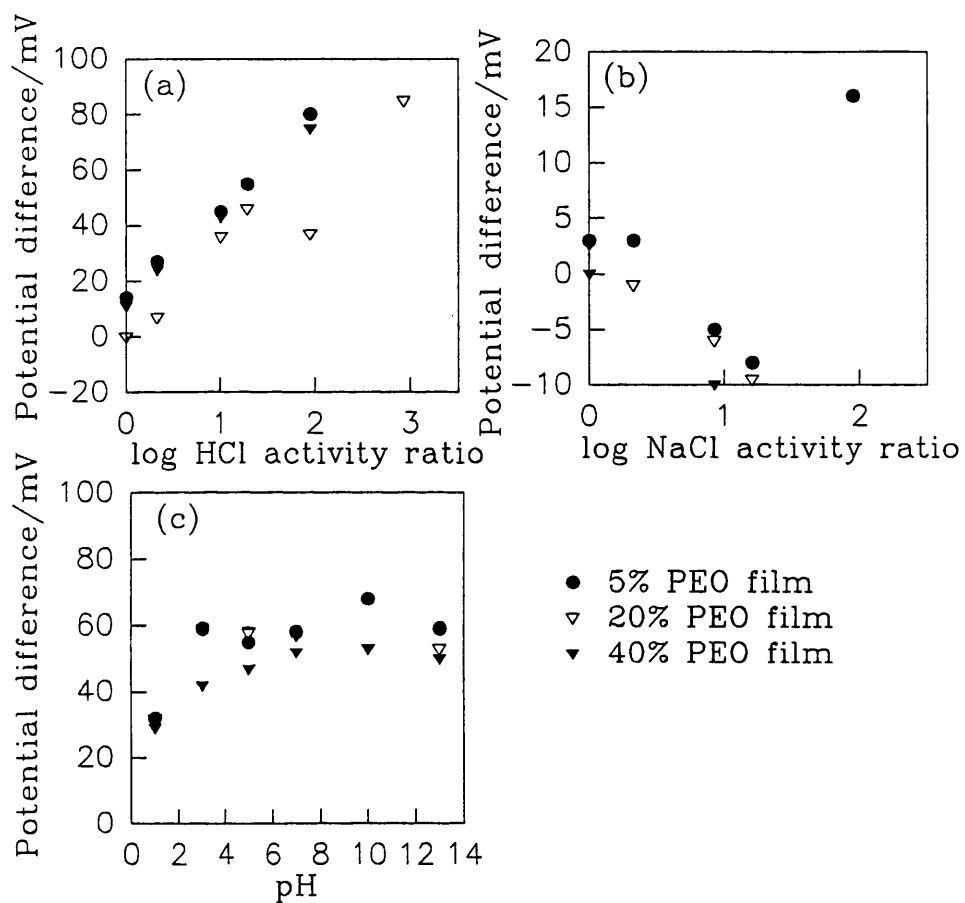 Potential difference/mV
100
80
60
40
20
0
−20
(a)
0 1 2 3
log HCl activity ratio
Potential difference/mV
20
15
10
5
0
−5
−10
(b)
0 1 2
log NaCl activity ratio
Potential difference/mV
100
80
60
40
20
0
(c)
0 2 4 6 8 10 12 14
pH
5% PEO film
20% PEO film
40% PEO film